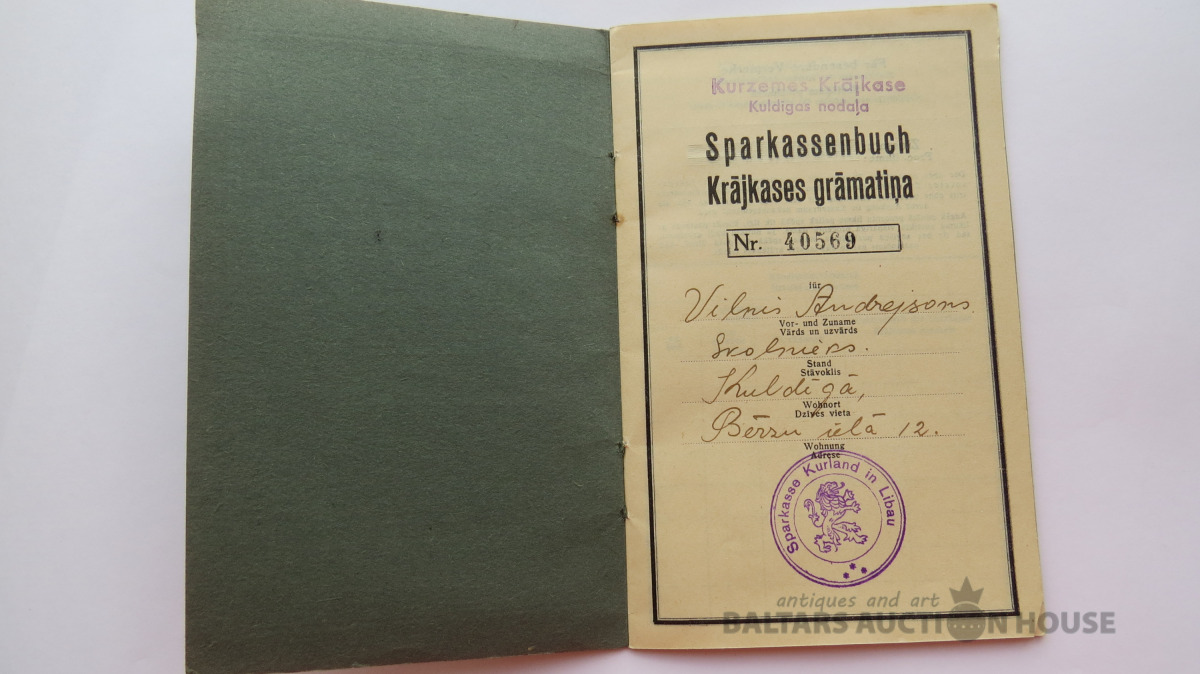 Kurzemes Krājkase
Kuldīgas nodaļa
Sparkassenbuch
Krājkases grāmatiņa
Nr. 40569
für
Vilnis Andrejsons.
Vor- und Zuname
Vārds un uzvārds
Skolnieks.
Stand
Stāvoklis
Kuldīgā,
Wohnort
Dzīves vieta
Bērzu ielā 12.
Wohnung
Adrese
Sparkasse Kurland in Libau
antiques and art
BALTARS AUCTION HOUSE